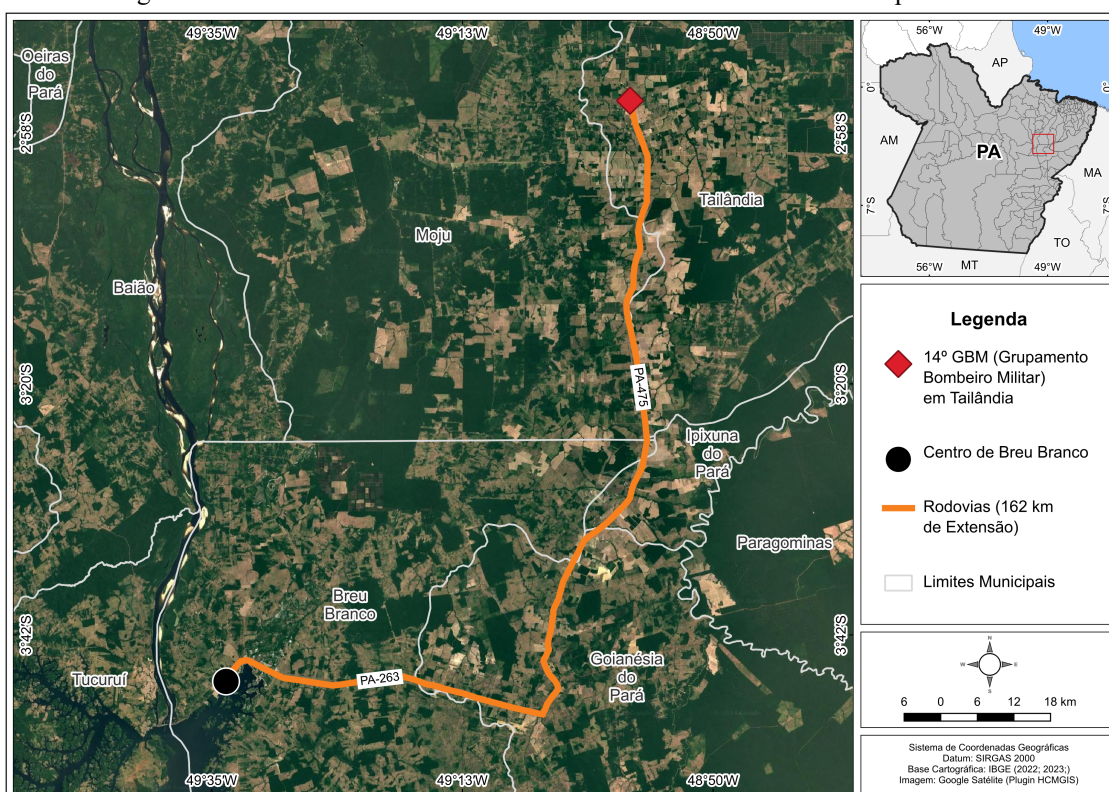 49°35'W
49°13'W
48°50'W
Oeiras
do
Pará
2°58'S
2°58'S
Tailândia
Moju
Baião
3°20'S
3°20'S
PA-475
Ipixuna
do
Pará
Paragominas
Breu
Branco
3°42'S
3°42'S
Goianésia
do
Pará
Tucuruí
PA-263
49°35'W
49°13'W
48°50'W
56°W
49°W
AP
0°
0°
AM
PA
MA
7°S
7°S
TO
56°W
49°W
MT
Legenda
14º GBM (Grupamento
Bombeiro Militar)
em Tailândia
Centro de Breu Branco
Rodovias (162 km
de Extensão)
Limites Municipais
N
W
E
S
6 0 6 12 18 km
Sistema de Coordenadas Geográficas
Datum: SIRGAS 2000
Base Cartográfica: IBGE (2022; 2023;)
Imagem: Google Satélite (Plugin HCMGIS)